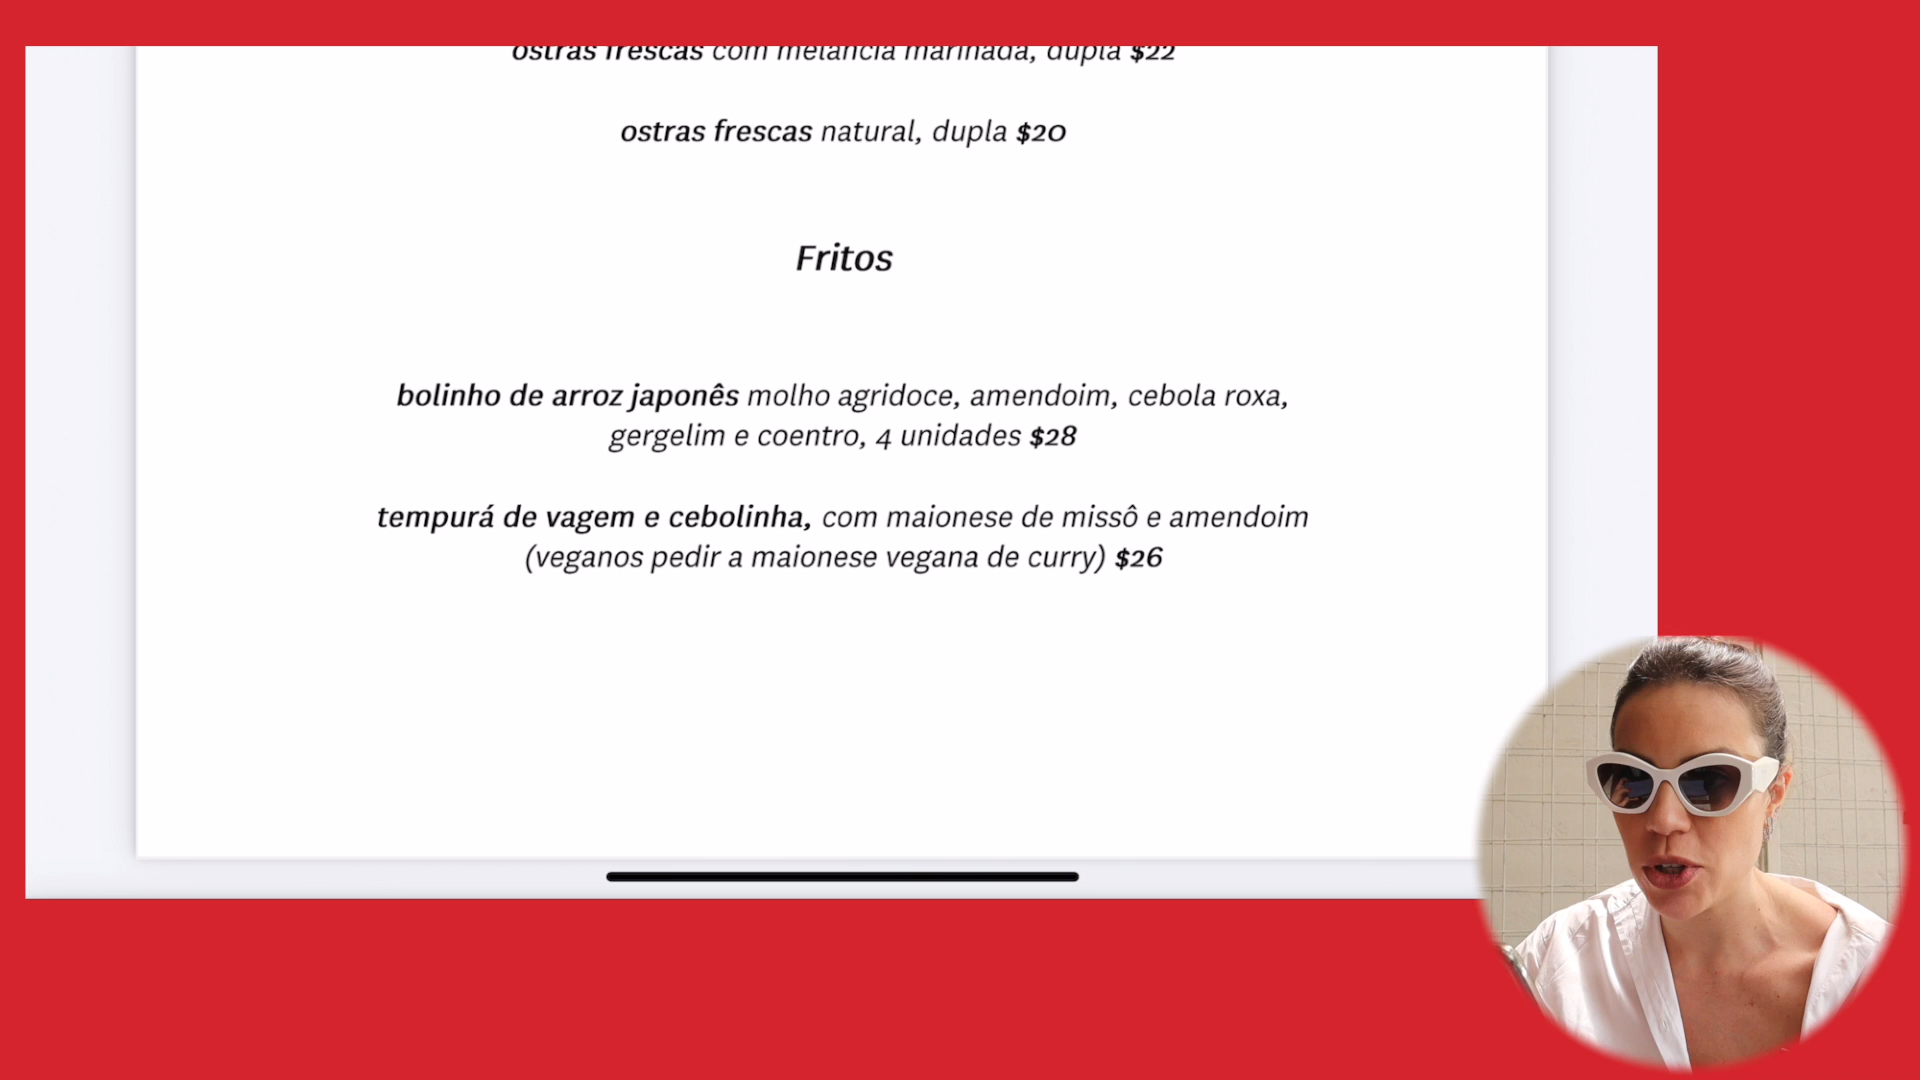 ostras frescas com melancia marinada, dupla $22
ostras frescas natural, dupla $20
Fritos
bolinho de arroz japonês molho agridoce, amendoim, cebola roxa,
gergelim e coentro, 4 unidades $28
tempurá de vagem e cebolinha, com maionese de missô e amendoim
(veganos pedir a maionese vegana de curry) $26